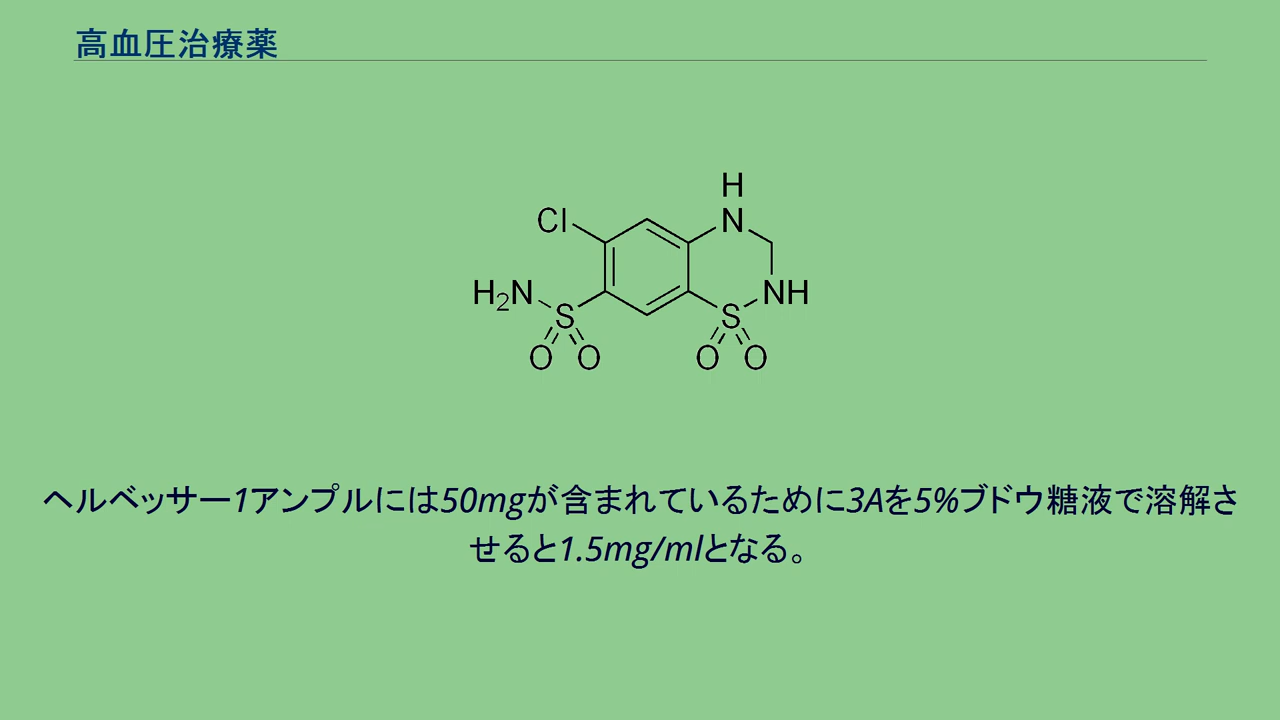 高血圧治療薬
H
Cl
N
H2N
NH
S
S
O
O
O
O
ヘルベッサー1アンプルには50mgが含まれているために3Aを5%ブドウ糖液で溶解さ
せると1.5mg/mlとなる。